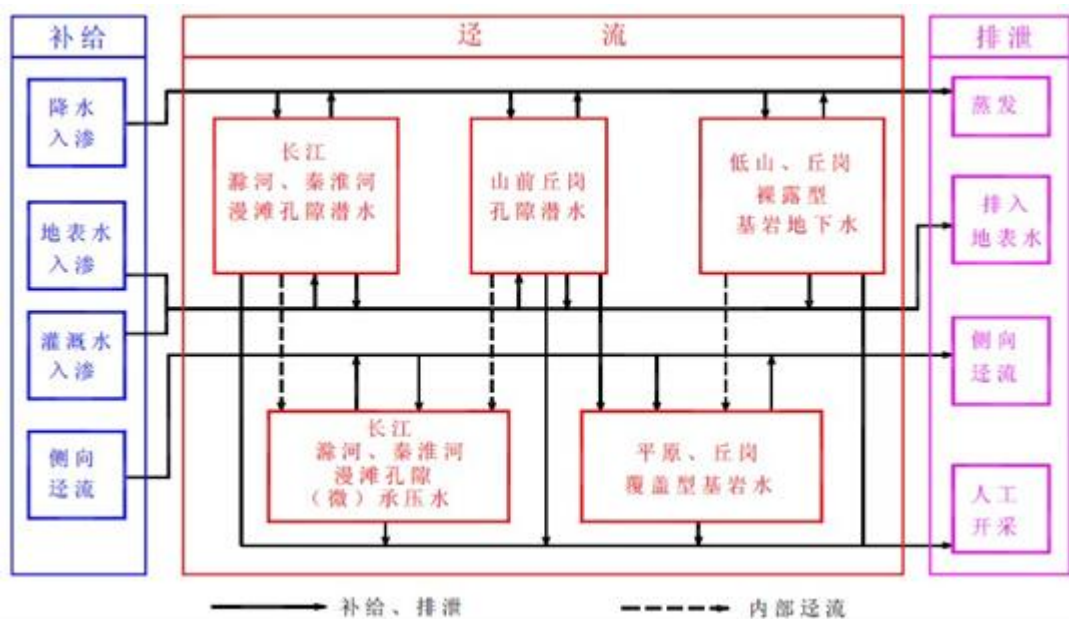 补给
迳 流
排泄
降水
入渗
地表水
入渗
灌溉水
入渗
侧向
迳流
长江
滁河、秦淮河
漫滩孔隙潜水
山前丘岗
孔隙潜水
低山、丘岗
裸露型
基岩地下水
长江
滁河、秦淮河
漫滩孔隙
（微）承压水
平原、丘岗
覆盖型基岩水
蒸发
排入
地表水
侧向
迳流
人工
开采
补给、排泄
内部迳流